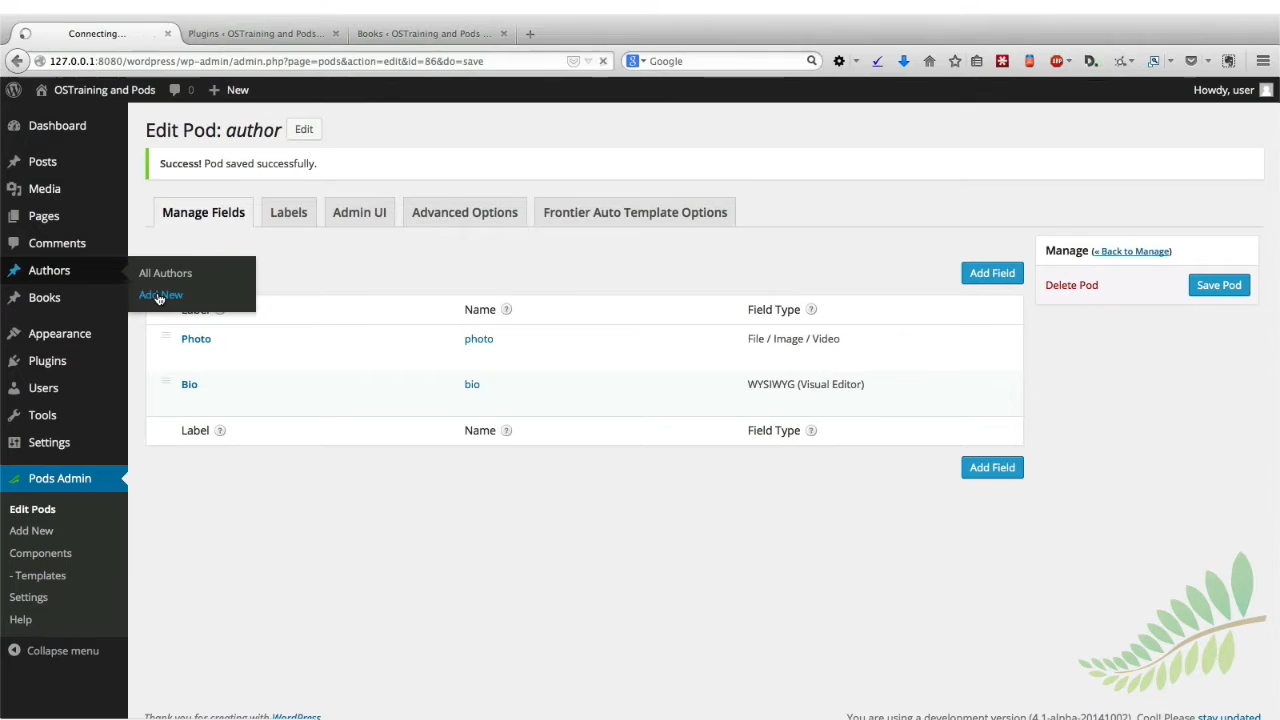 Connecting...
Plugins ‹ OSTraining and Pods...
Books ‹ OSTraining and Pods ...
127.0.0.1:8080/wordpress/wp-admin/admin.php?page=pods&action=edit&id=86&do=save
Google
OSTraining and Pods
0
New
Howdy, user
Dashboard
Posts
Media
Pages
Comments
Authors
Books
Appearance
Plugins
Users
Tools
Settings
Pods Admin
Edit Pods
Add New
Components
- Templates
Settings
Help
Collapse menu
All Authors
Add New
Edit Pod: author
Edit
Success! Pod saved successfully.
Manage Fields
Labels
Admin UI
Advanced Options
Frontier Auto Template Options
Add Field
Label
Name
Field Type
Photo
photo
File / Image / Video
Bio
bio
WYSIWYG (Visual Editor)
Label
Name
Field Type
Add Field
Manage (« Back to Manage)
Delete Pod
Save Pod
Thank you for creating with WordPress
You are using a development version (4.1-alpha-20141002). Cool! Please stay updated